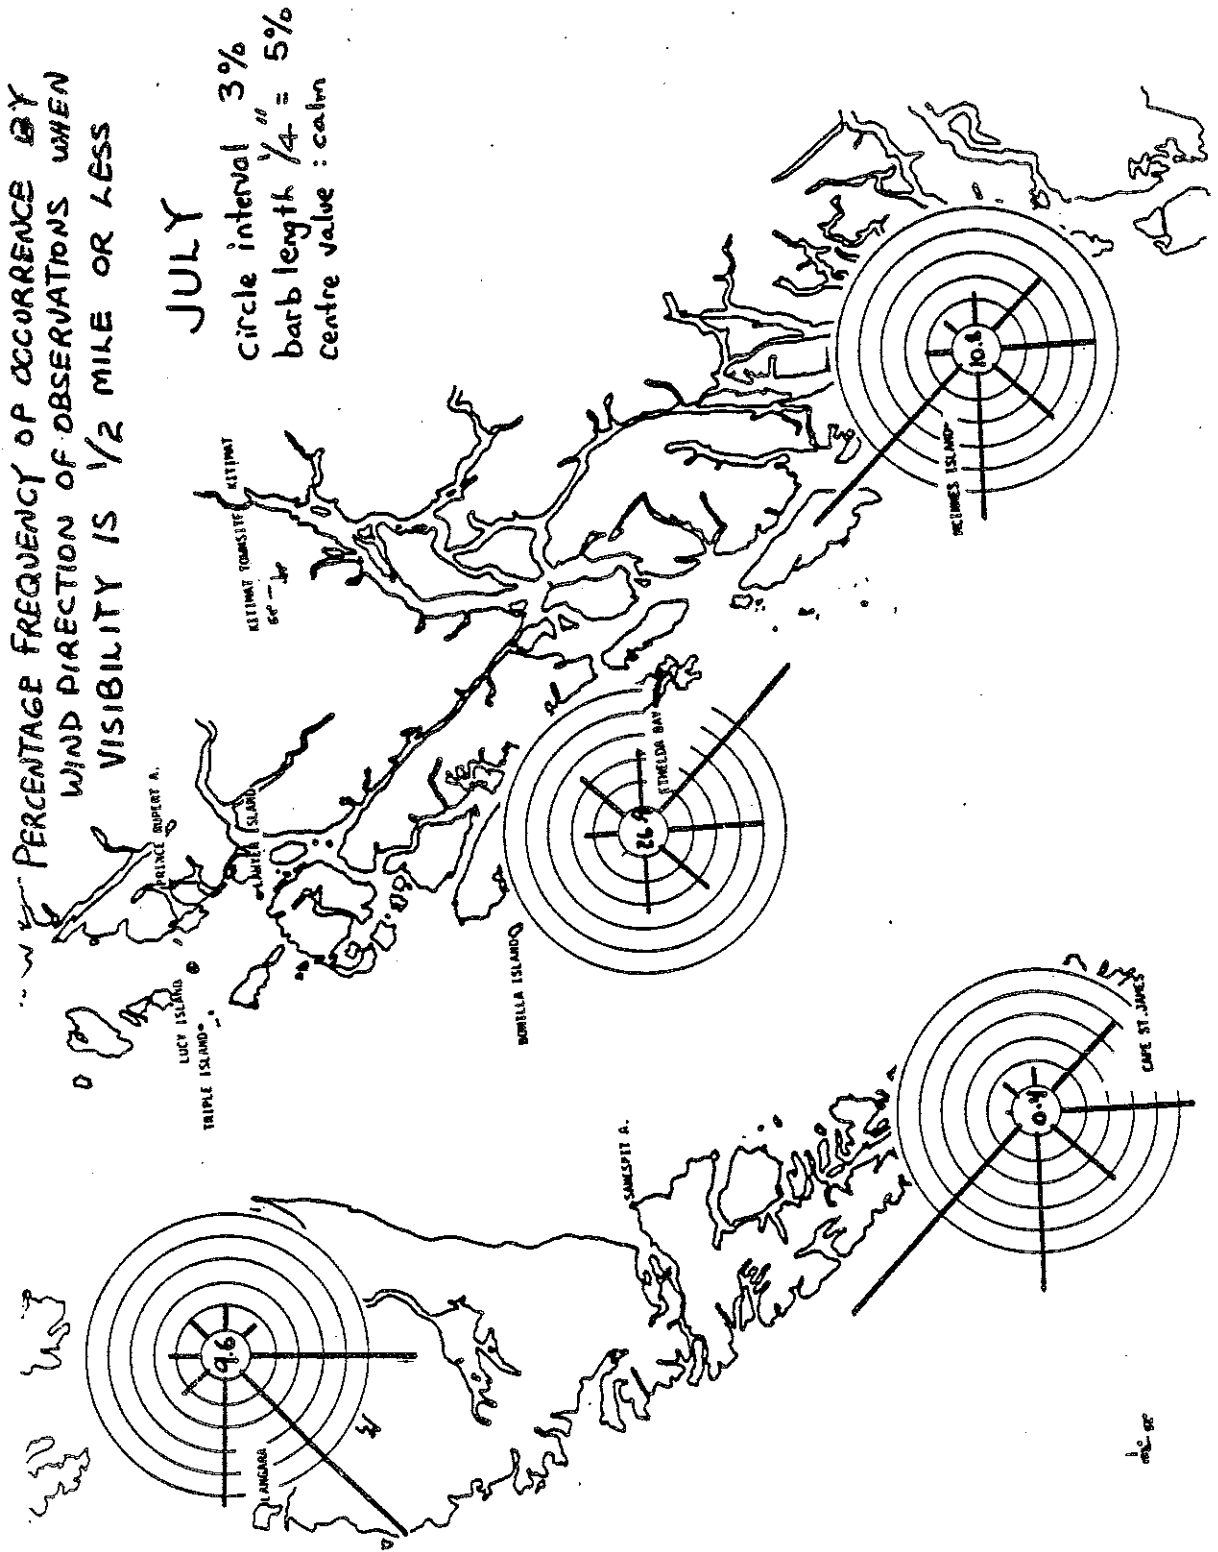 PERCENTAGE FREQUENCY OF OCCURRENCE BY
WIND DIRECTION OF OBSERVATIONS WHEN
VISIBILITY IS 1/2 MILE OR LESS
JULY
circle interval 3%
barb length 1/4" = 5%
centre value : calm
PRINCE RUPERT A.
KITIMAT TOWNSITE
KITIMAT
LUCY ISLAND
TRIPLE ISLAND
ISLAND
LANGARA
9.6
BONILLA ISLAND
ETHELDA BAY
26.9
SANDSPIT A.
MCINNES ISLAND
10.8
CAPE ST. JAMES
0.4